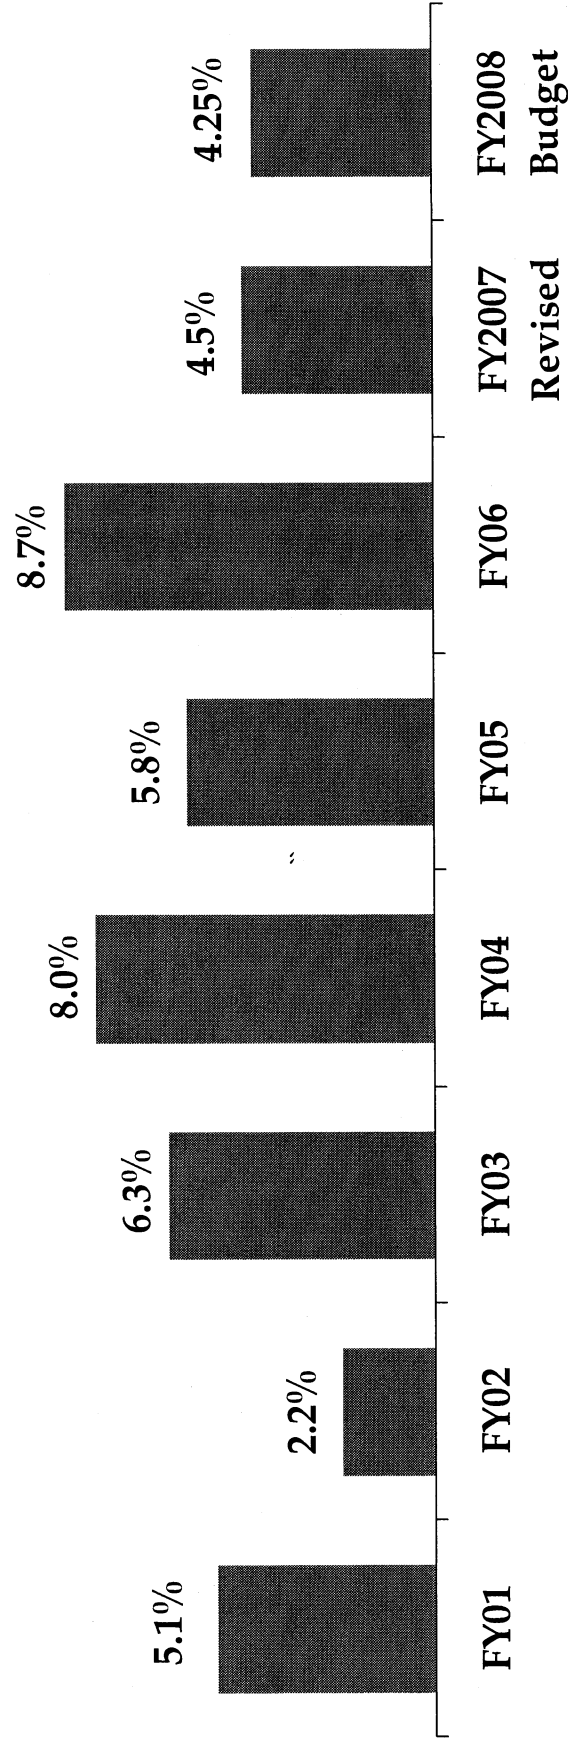 5.1%
2.2%
6.3%
8.0%
5.8%
8.7%
4.5%
4.25%
FY01
FY02
FY03
FY04
FY05
FY06
FY2007
Revised
FY2008
Budget